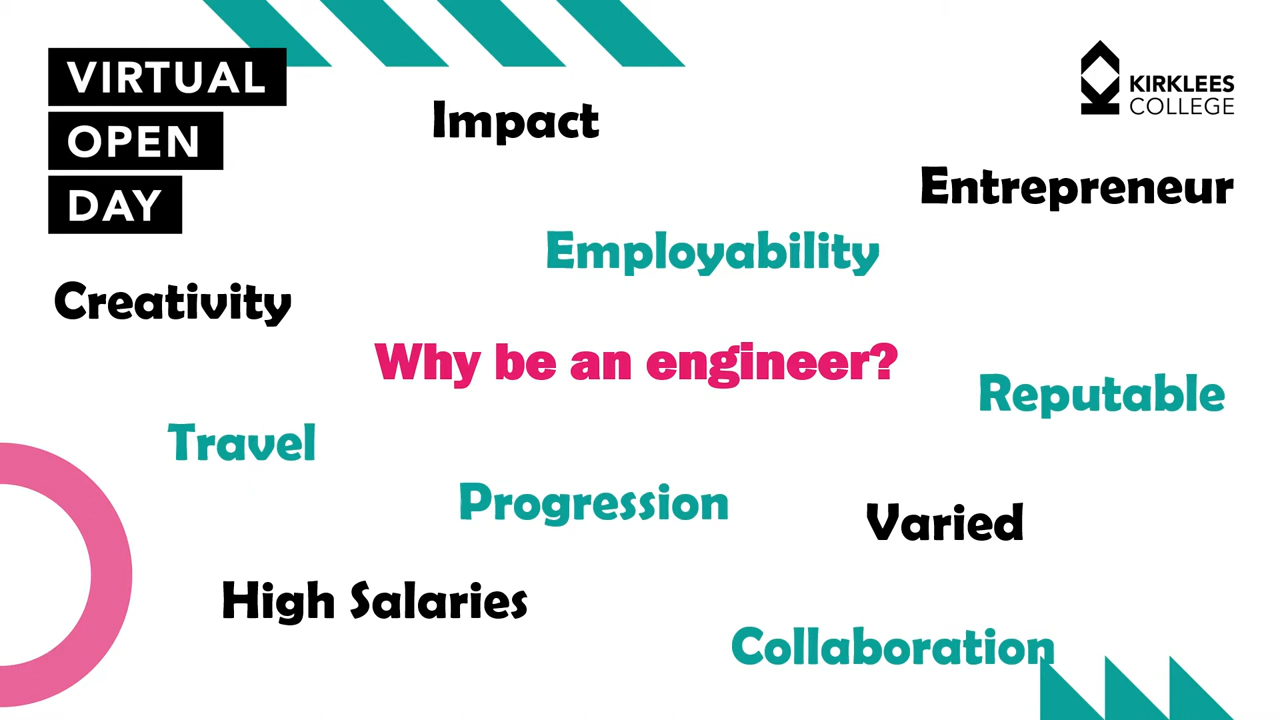 VIRTUAL
OPEN
DAY
KIRKLEES
COLLEGE
Impact
Entrepreneur
Employability
Creativity
Why be an engineer?
Reputable
Travel
Progression
Varied
High Salaries
Collaboration